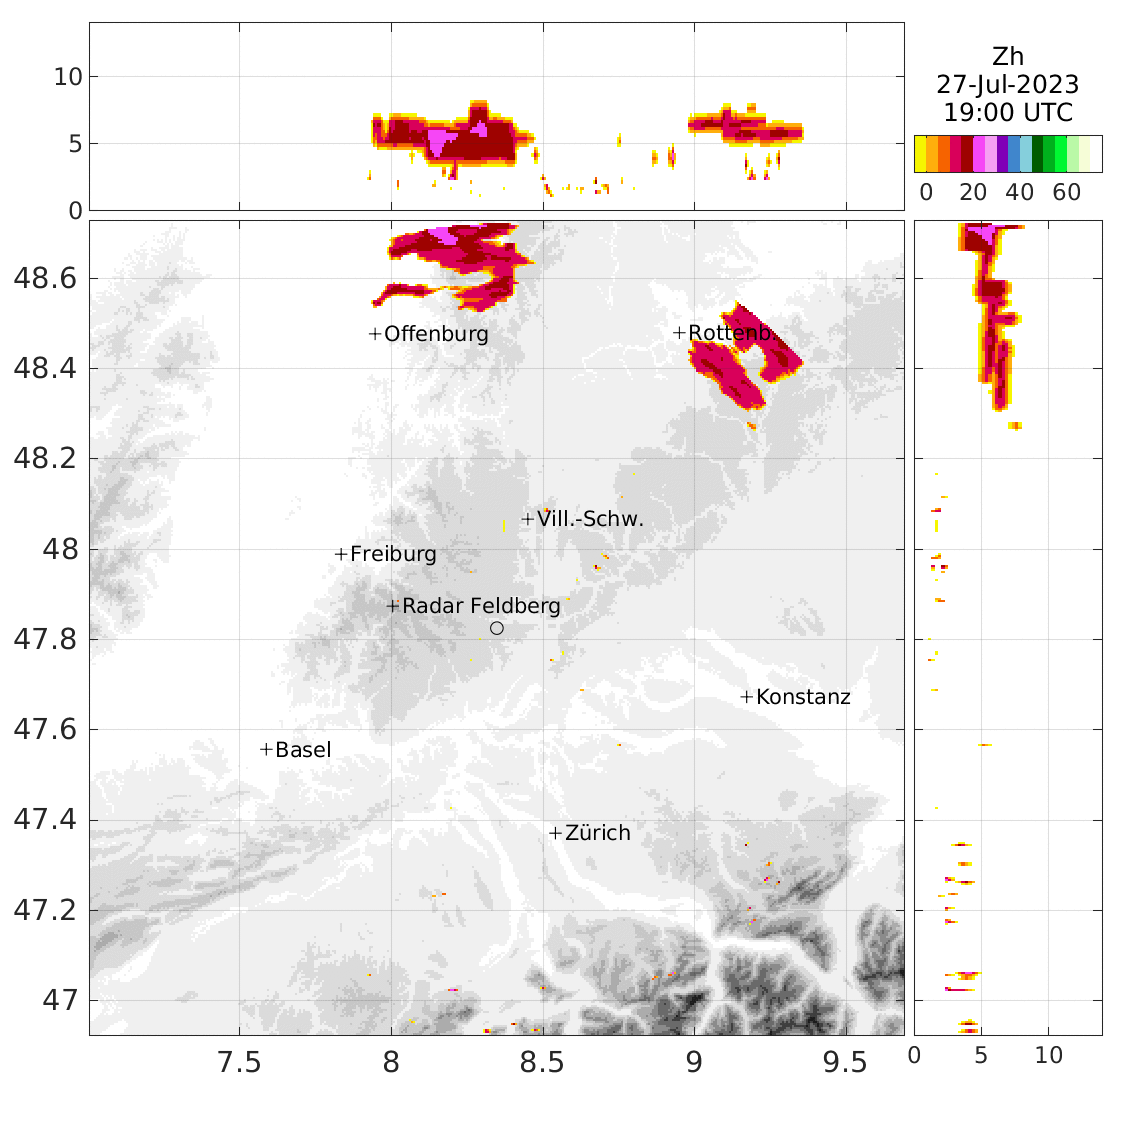 Zh
27-Jul-2023
19:00 UTC
0 20 40 60
10
5
0
48.6
48.4
48.2
48
47.8
47.6
47.4
47.2
47
Offenburg
Rottenb.
Vill.-Schw.
Freiburg
Radar Feldberg
Konstanz
Basel
Zürich
7.5 8 8.5 9 9.5
0 5 10